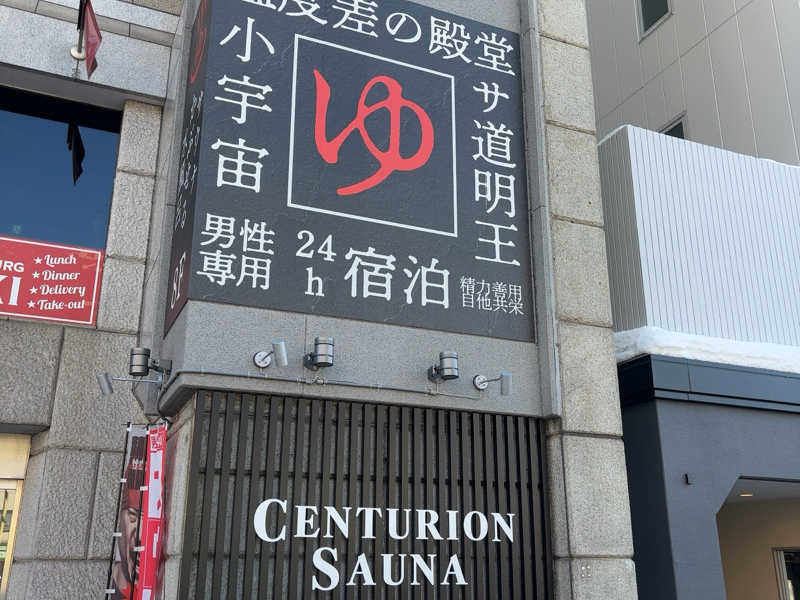 温度差の殿堂
小宇宙
ゆ
サ道明王
男性
専用
24
h
宿泊
精力善用
自他共栄
CENTURION
SAUNA
Lunch
Dinner
Delivery
Take-out